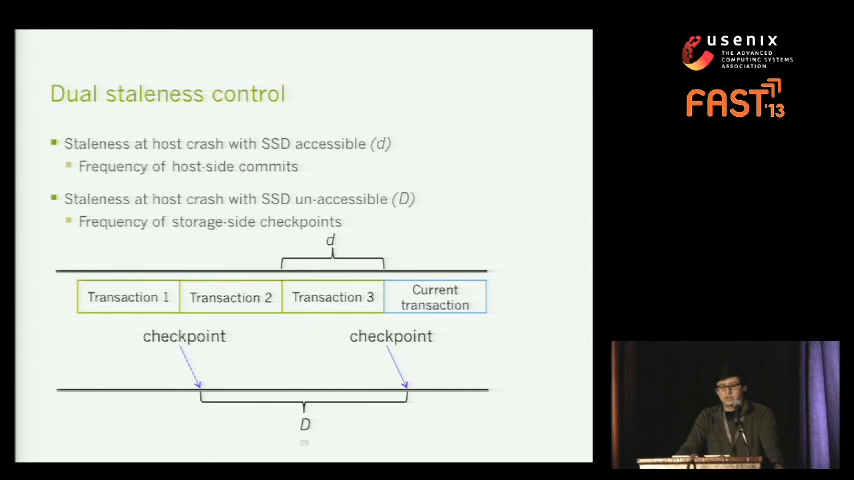 Dual staleness control
Staleness at host crash with SSD accessible (d)
Frequency of host-side commits
Staleness at host crash with SSD un-accessible (D)
Frequency of storage-side checkpoints
d
Transaction 1
Transaction 2
Transaction 3
Current
transaction
checkpoint
checkpoint
D
29
usenix
THE ADVANCED
COMPUTING SYSTEMS
ASSOCIATION
FAST'13